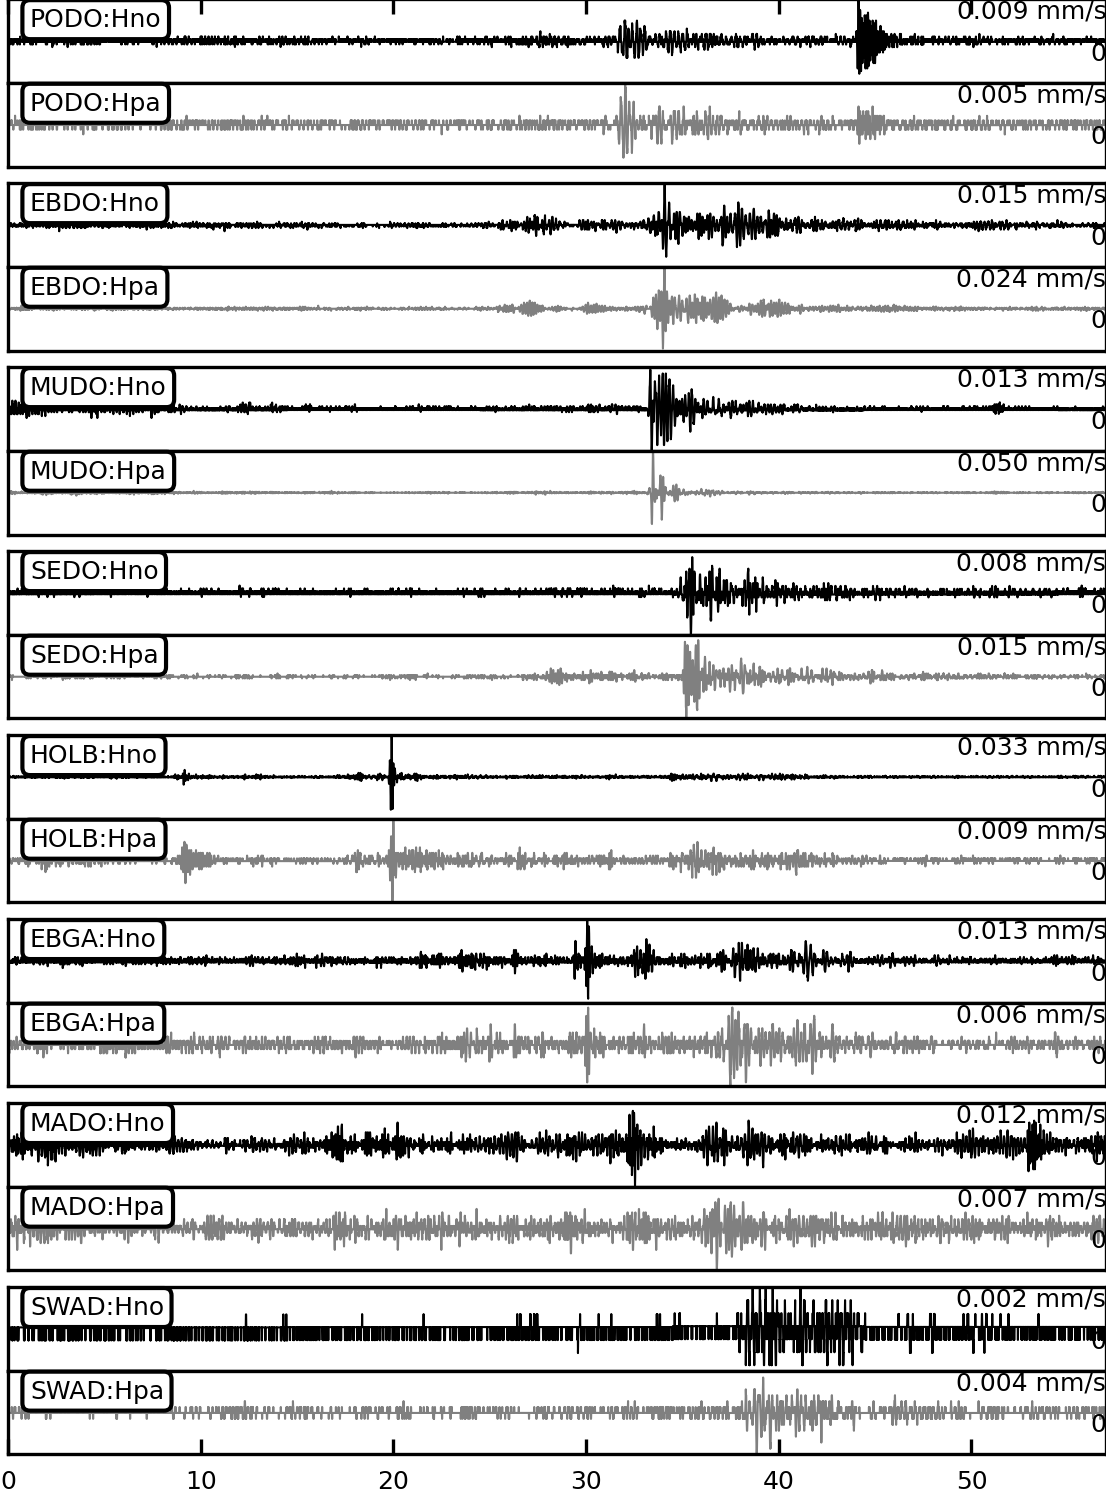 PODO:Hno 0.009 mm/s
0
PODO:Hpa 0.005 mm/s
0
EBDO:Hno 0.015 mm/s
0
EBDO:Hpa 0.024 mm/s
0
MUDO:Hno 0.013 mm/s
0
MUDO:Hpa 0.050 mm/s
0
SEDO:Hno 0.008 mm/s
0
SEDO:Hpa 0.015 mm/s
0
HOLB:Hno 0.033 mm/s
0
HOLB:Hpa 0.009 mm/s
0
EBGA:Hno 0.013 mm/s
0
EBGA:Hpa 0.006 mm/s
0
MADO:Hno 0.012 mm/s
0
MADO:Hpa 0.007 mm/s
0
SWAD:Hno 0.002 mm/s
0
SWAD:Hpa 0.004 mm/s
0
0 10 20 30 40 50